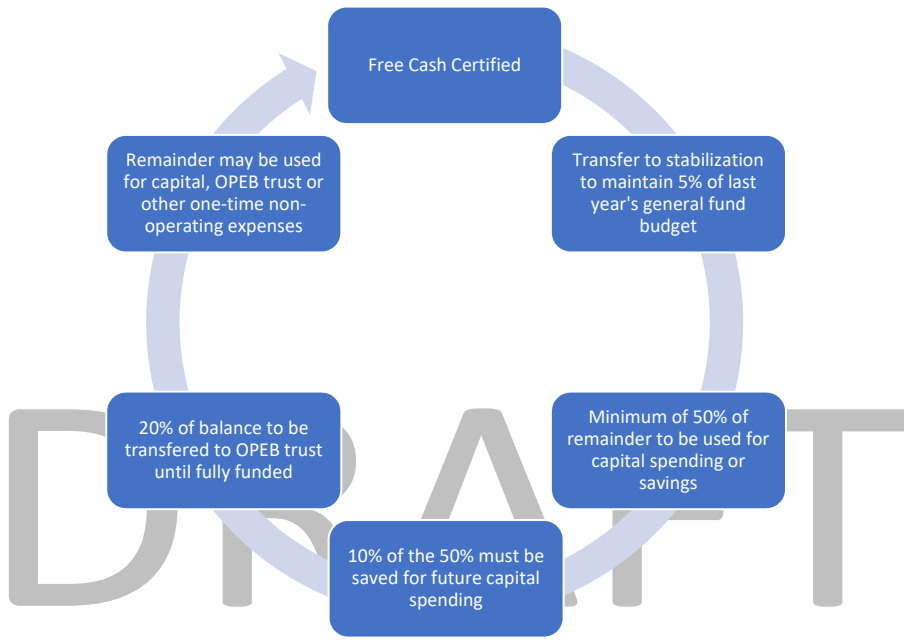 Free Cash Certified
Transfer to stabilization
to maintain 5% of last
year's general fund
budget
Minimum of 50% of
remainder to be used for
capital spending or
savings
10% of the 50% must be
saved for future capital
spending
20% of balance to be
transfered to OPEB trust
until fully funded
Remainder may be used
for capital, OPEB trust or
other one-time non-
operating expenses
DRAFT